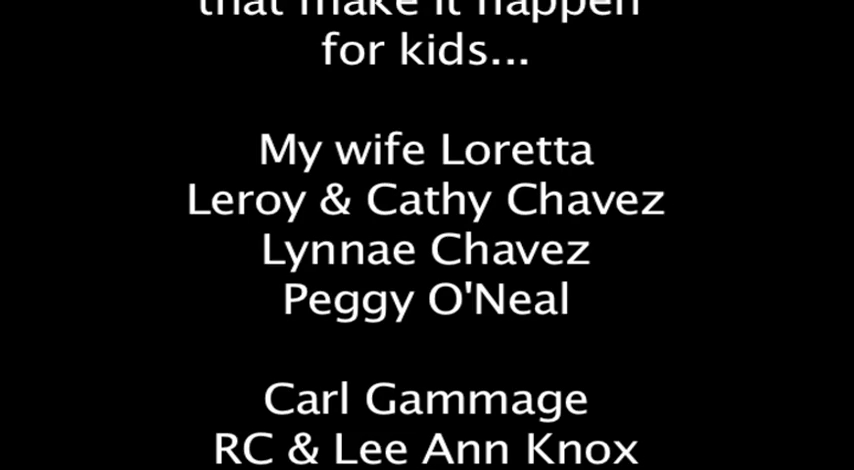 that make it happen
for kids...
My wife Loretta
Leroy & Cathy Chavez
Lynnae Chavez
Peggy O'Neal
Carl Gammage
RC & Lee Ann Knox